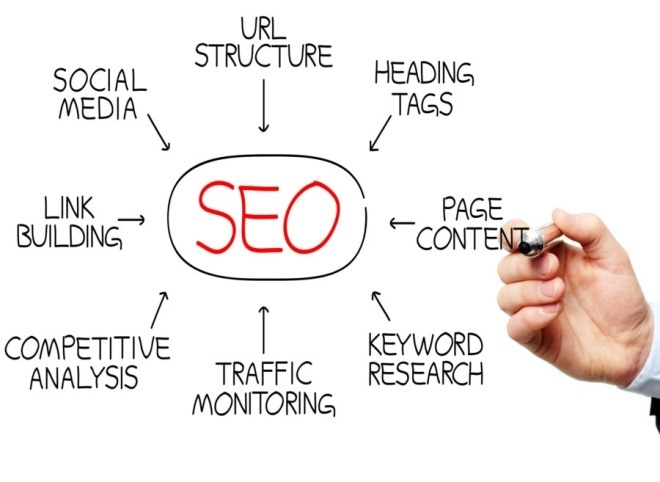 URL
STRUCTURE
SOCIAL
MEDIA
HEADING
TAGS
LINK
BUILDING
SEO
PAGE
CONTENT
COMPETITIVE
ANALYSIS
TRAFFIC
MONITORING
KEYWORD
RESEARCH